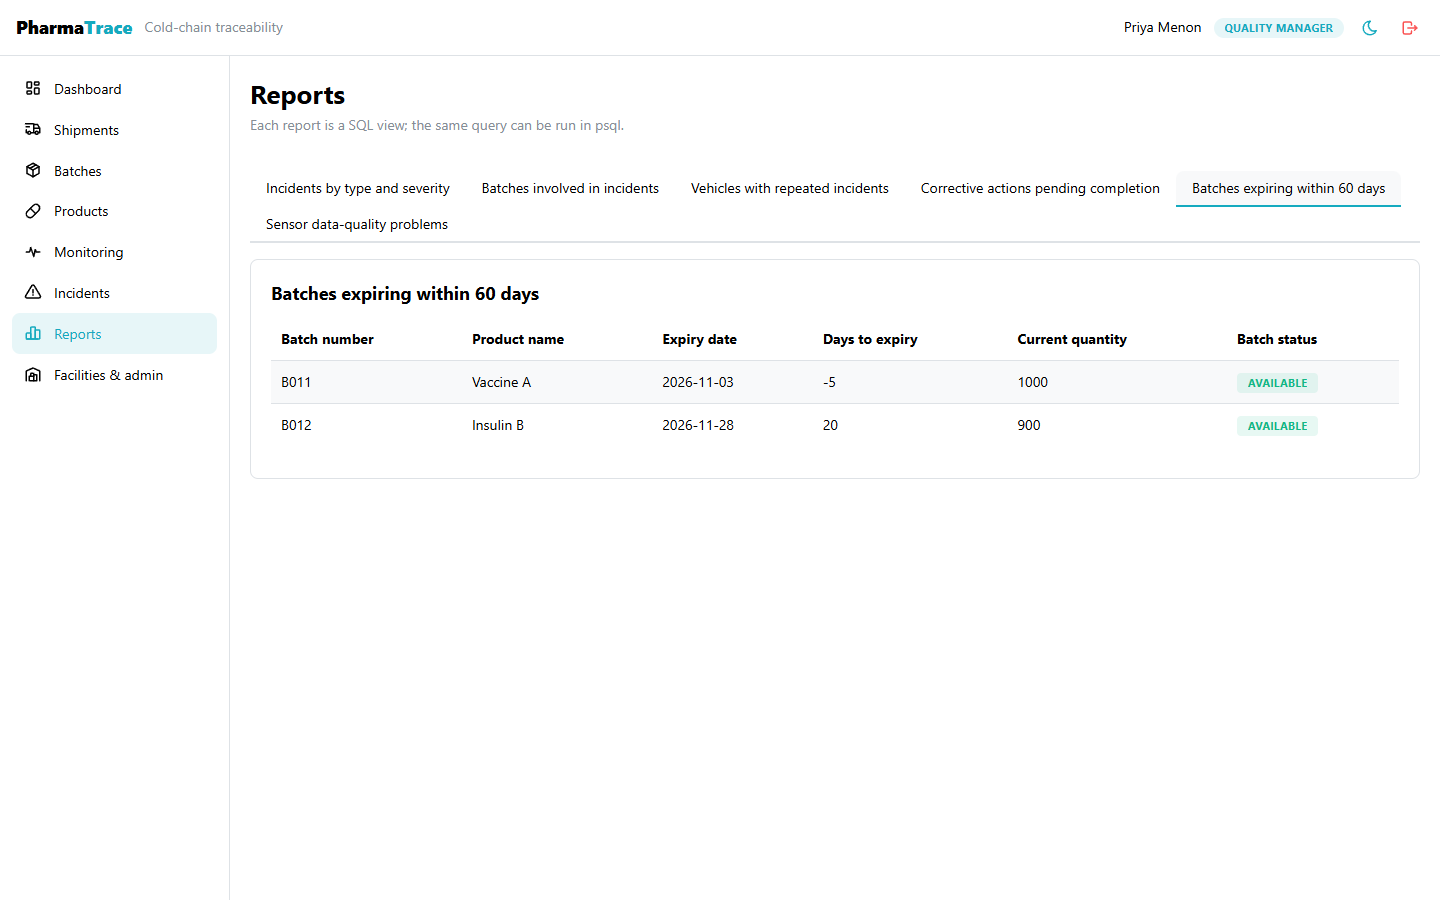 PharmaTrace Cold-chain traceability
Priya Menon QUALITY MANAGER
Dashboard
Shipments
Batches
Products
Monitoring
Incidents
Reports
Facilities & admin
Reports
Each report is a SQL view; the same query can be run in psql.
Incidents by type and severity Batches involved in incidents Vehicles with repeated incidents Corrective actions pending completion Batches expiring within 60 days
Sensor data-quality problems
Batches expiring within 60 days
Batch number Product name Expiry date Days to expiry Current quantity Batch status
B011 Vaccine A 2026-11-03 -5 1000 AVAILABLE
B012 Insulin B 2026-11-28 20 900 AVAILABLE